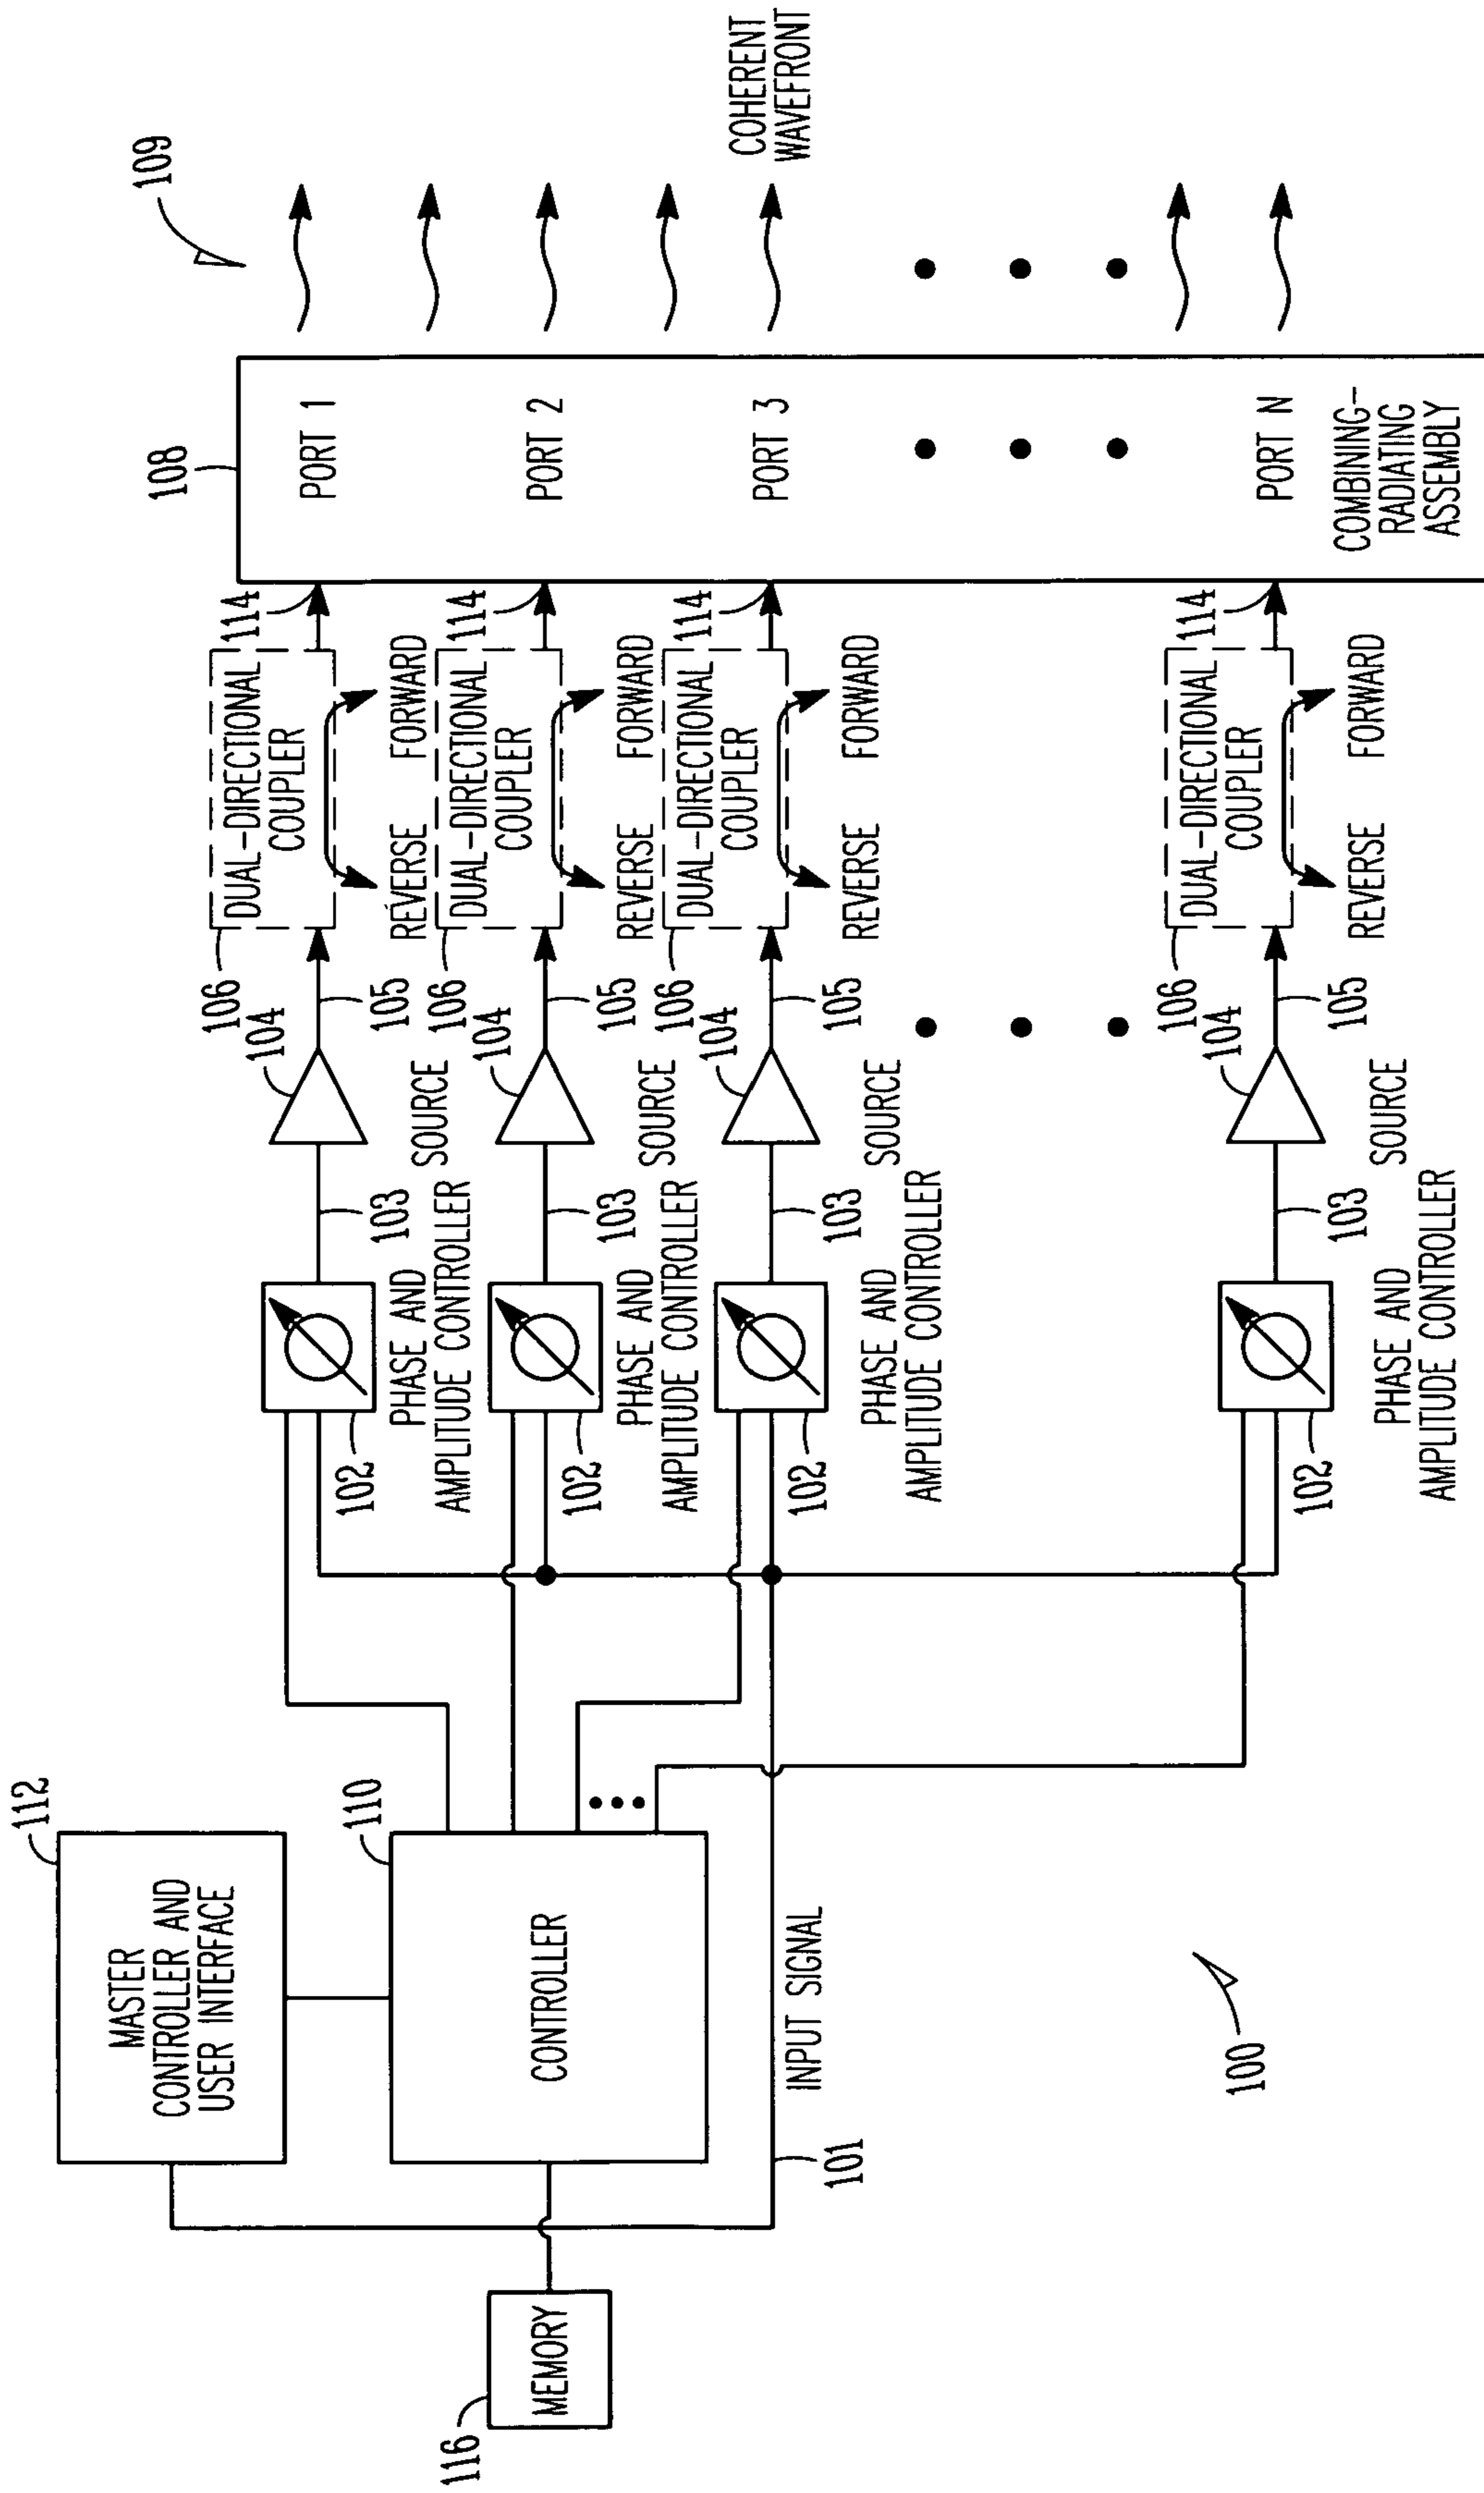 109
COHERENT
WAVEFRONT
108
PORT 1
PORT 2
PORT 3
PORT N
COMBINING-
RADIATING
ASSEMBLY
114
114
114
114
DUAL-DIRECTIONAL
COUPLER
REVERSE
FORWARD
DUAL-DIRECTIONAL
COUPLER
REVERSE
FORWARD
DUAL-DIRECTIONAL
COUPLER
REVERSE
FORWARD
DUAL-DIRECTIONAL
COUPLER
REVERSE
FORWARD
106
106
106
106
105
105
105
105
104
104
104
104
SOURCE
SOURCE
SOURCE
SOURCE
103
103
103
103
PHASE AND
AMPLITUDE CONTROLLER
PHASE AND
AMPLITUDE CONTROLLER
PHASE AND
AMPLITUDE CONTROLLER
PHASE AND
AMPLITUDE CONTROLLER
102
102
102
102
112
MASTER
CONTROLLER AND
USER INTERFACE
110
CONTROLLER
INPUT SIGNAL
101
100
116
MEMORY